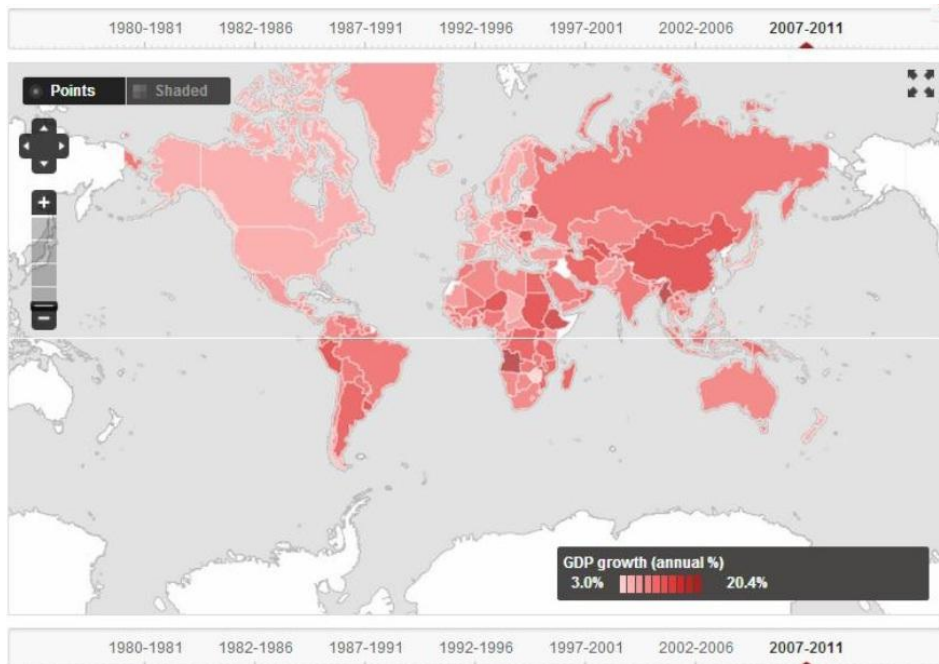 1980-1981 1982-1986 1987-1991 1992-1996 1997-2001 2002-2006 2007-2011
Points Shaded
+
−
GDP growth (annual %)
3.0% 20.4%
1980-1981 1982-1986 1987-1991 1992-1996 1997-2001 2002-2006 2007-2011